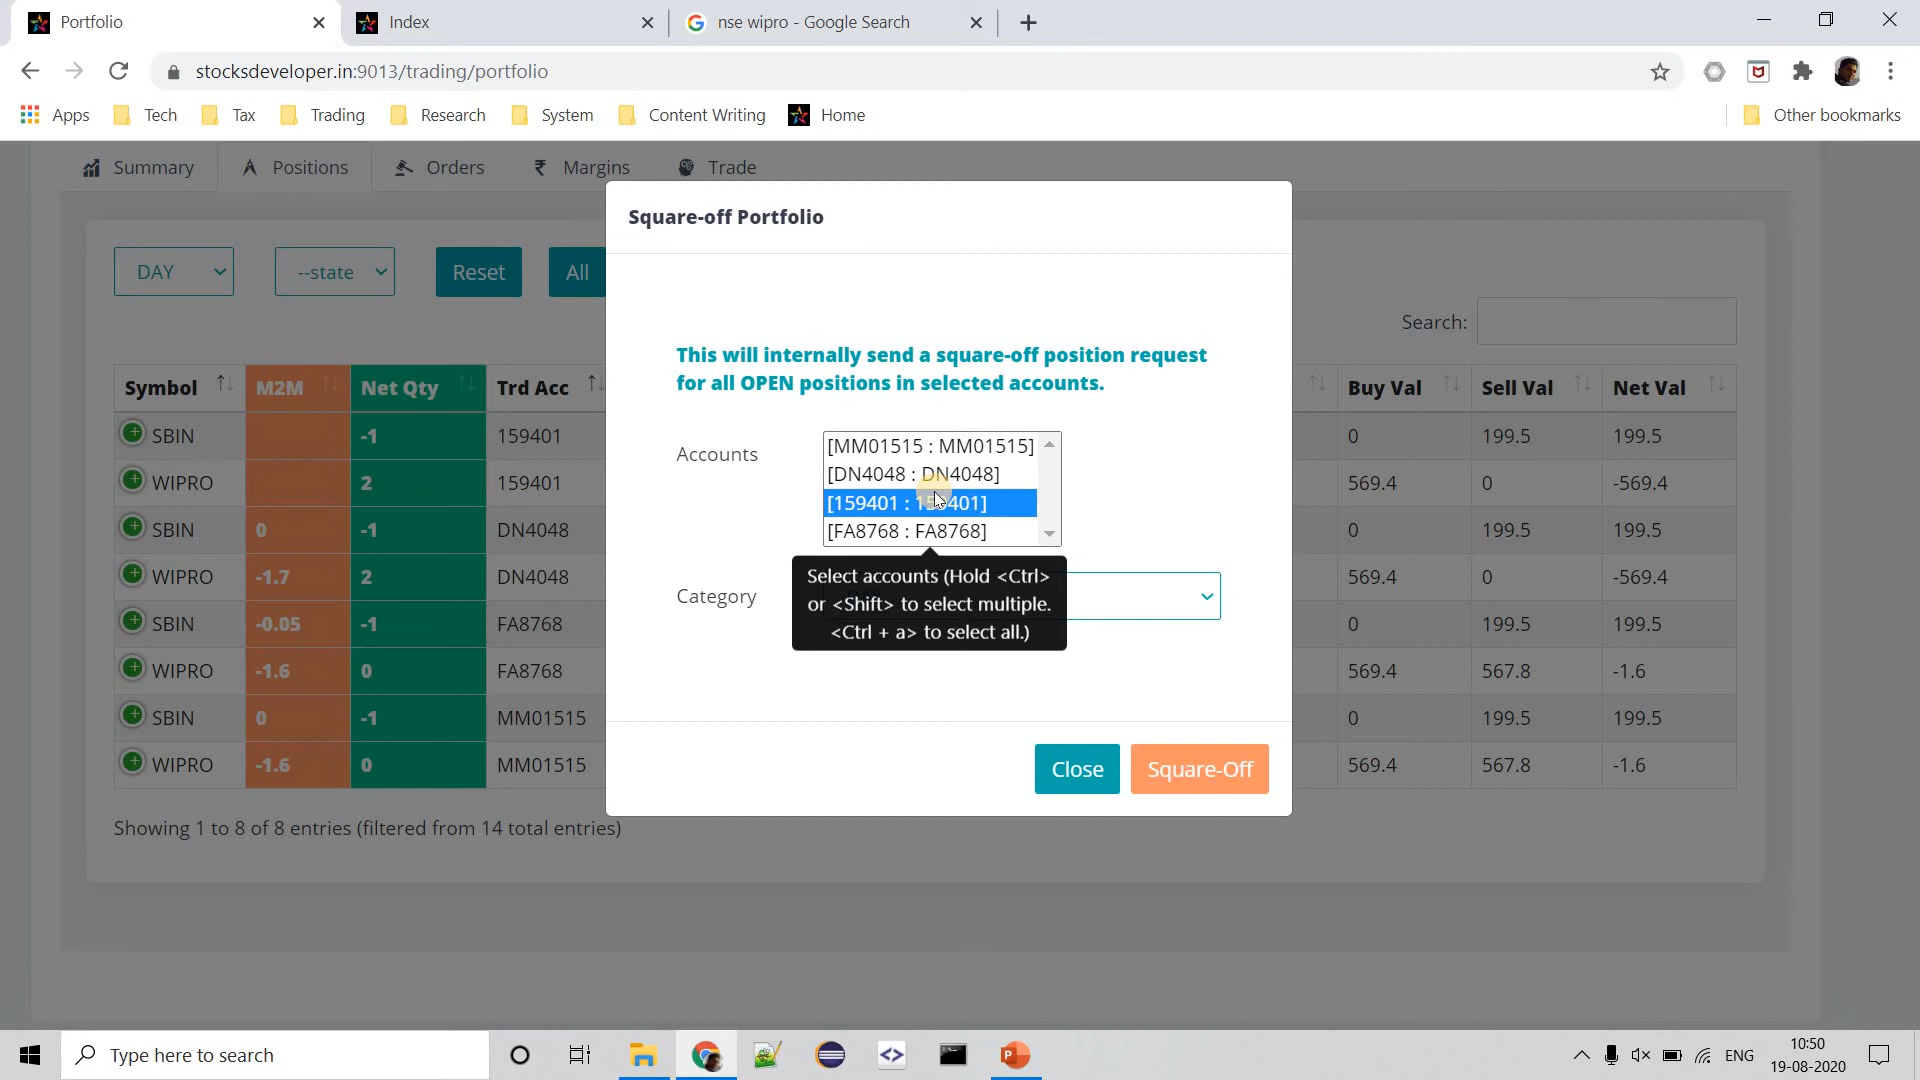 Portfolio
Index
nse wipro - Google Search
stocksdeveloper.in:9013/trading/portfolio
Apps
Tech
Tax
Trading
Research
System
Content Writing
Home
Other bookmarks
Summary
Positions
Orders
₹ Margins
Trade
Square-off Portfolio
DAY
--state
Reset
All
Search:
This will internally send a square-off position request
for all OPEN positions in selected accounts.
Symbol M2M Net Qty Trd Acc Buy Val Sell Val Net Val
SBIN -1 159401 0 199.5 199.5
WIPRO 2 159401 569.4 0 -569.4
SBIN 0 -1 DN4048 0 199.5 199.5
WIPRO -1.7 2 DN4048 569.4 0 -569.4
SBIN -0.05 -1 FA8768 0 199.5 199.5
WIPRO -1.6 0 FA8768 569.4 567.8 -1.6
SBIN 0 -1 MM01515 0 199.5 199.5
WIPRO -1.6 0 MM01515 569.4 567.8 -1.6
Accounts
[MM01515 : MM01515]
[DN4048 : DN4048]
[159401 : 159401]
[FA8768 : FA8768]
Select accounts (Hold <Ctrl>
or <Shift> to select multiple.
<Ctrl + a> to select all.)
Category
Close
Square-Off
Showing 1 to 8 of 8 entries (filtered from 14 total entries)
Type here to search
ENG
10:50
19-08-2020